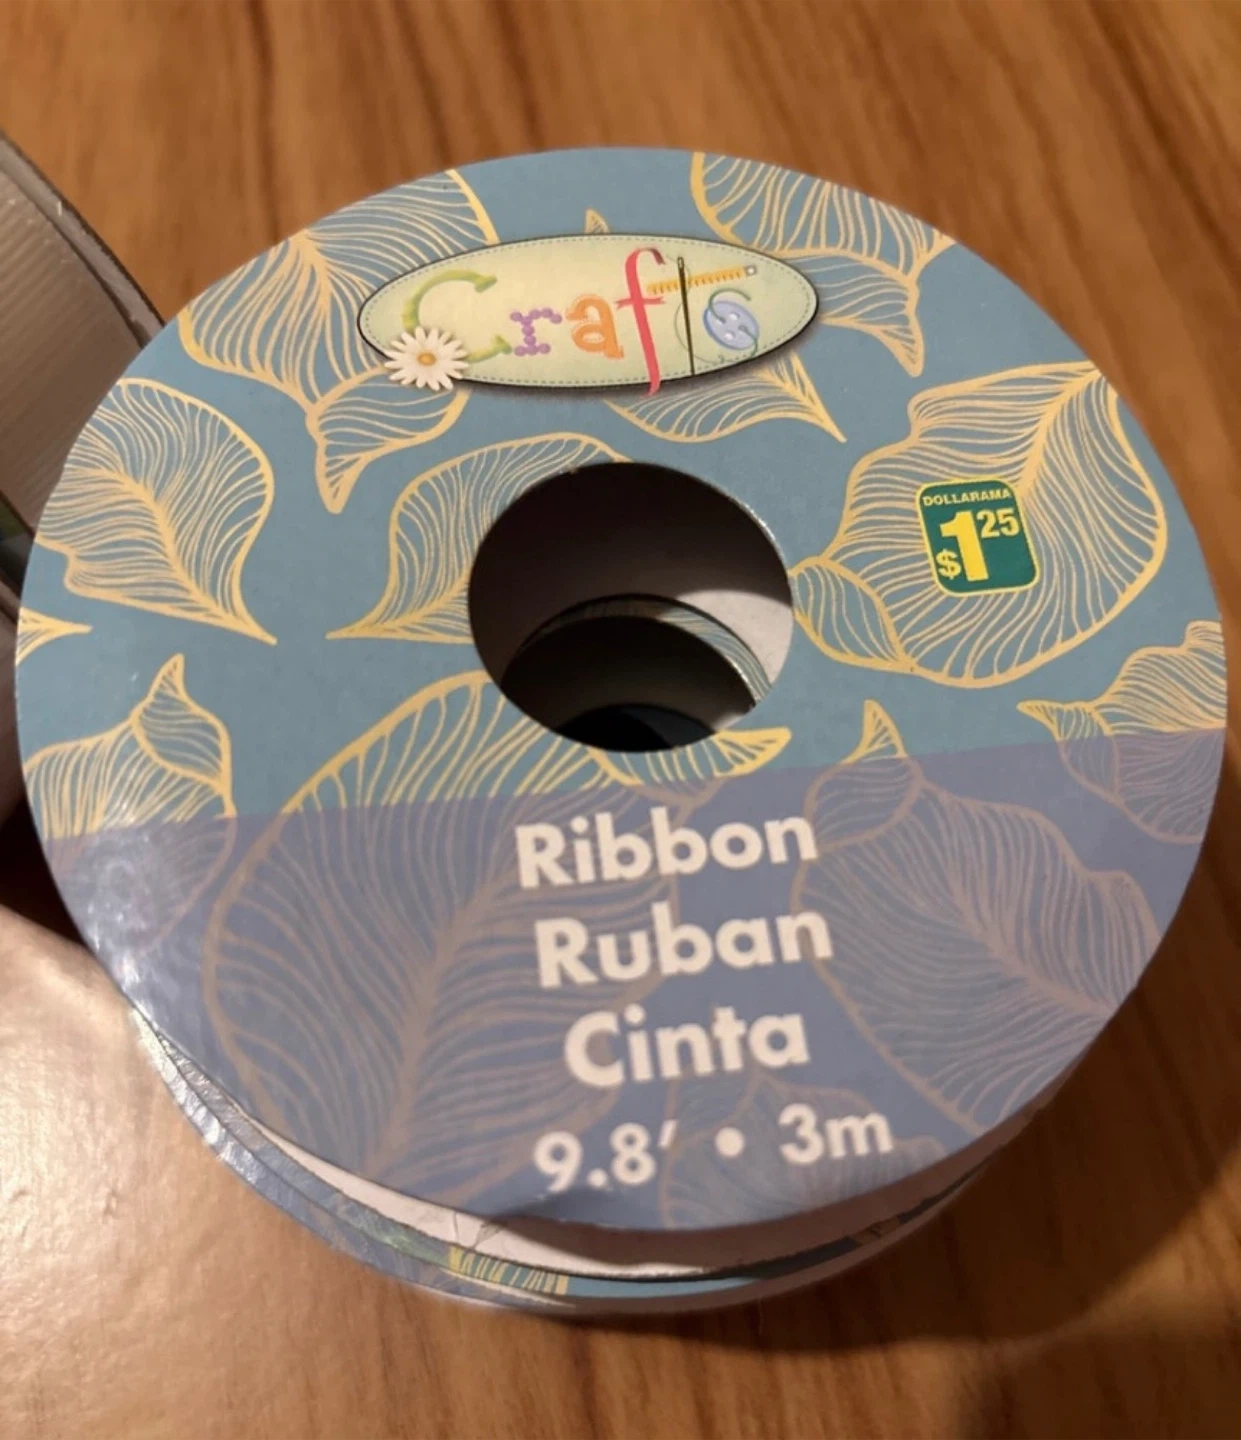 Crafts
DOLLARAMA
$1.25
Ribbon
Ruban
Cinta
9.8' • 3m